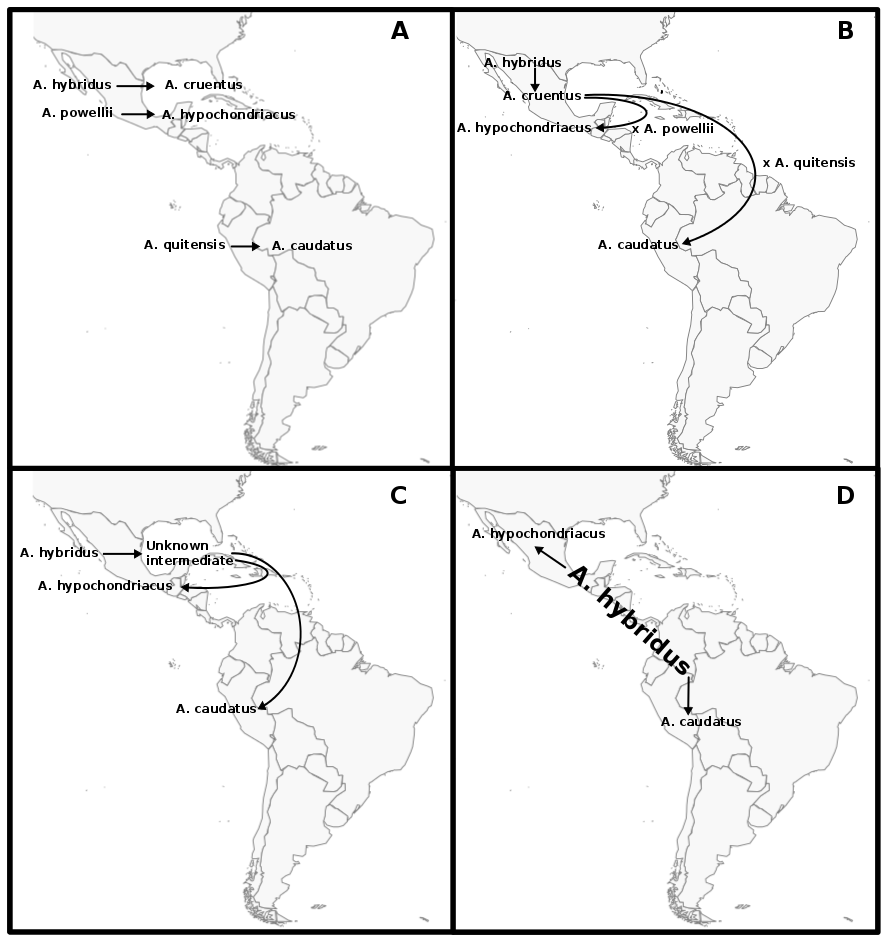 A
A. hybridus
A. cruentus
A. powellii
A. hypochondriacus
A. quitensis
A. caudatus
B
A. hybridus
A. cruentus
A. hypochondriacus
x A. powellii
x A. quitensis
A. caudatus
C
A. hybridus
Unknown
intermediate
A. hypochondriacus
A. caudatus
D
A. hypochondriacus
A. hybridus
A. caudatus